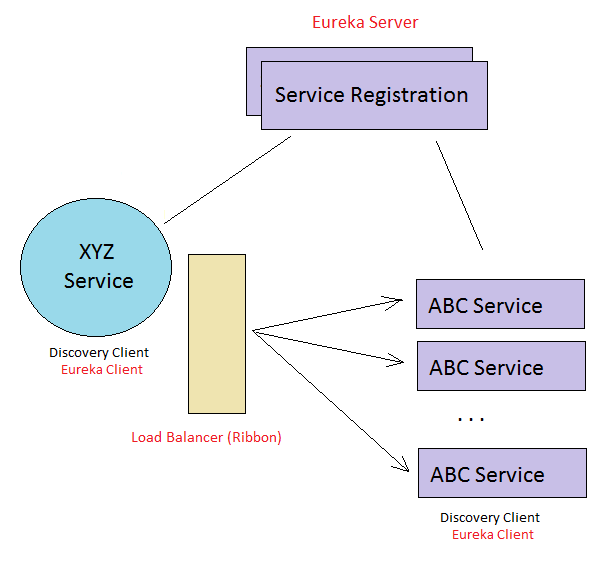 Eureka Server
Service Registration
XYZ
Service
Discovery Client
Eureka Client
Load Balancer (Ribbon)
ABC Service
ABC Service
. . .
ABC Service
Discovery Client
Eureka Client